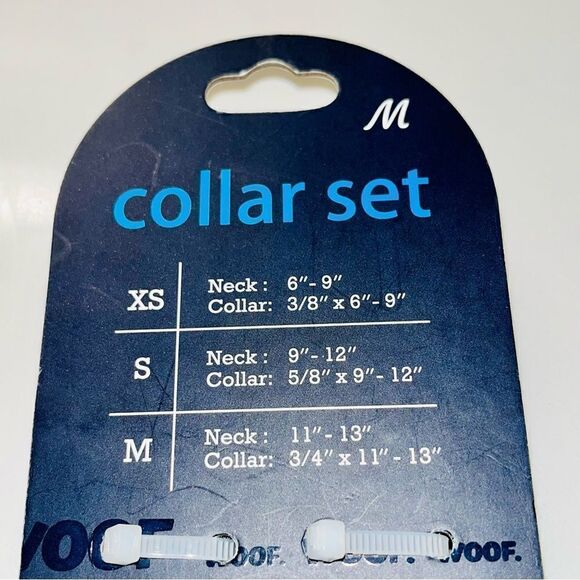 M
collar set
XS
Neck: 6"- 9"
Collar: 3/8" x 6"- 9"
S
Neck: 9"- 12"
Collar: 5/8" x 9"- 12"
M
Neck: 11"- 13"
Collar: 3/4" x 11" - 13"
WOOF. WOOF.